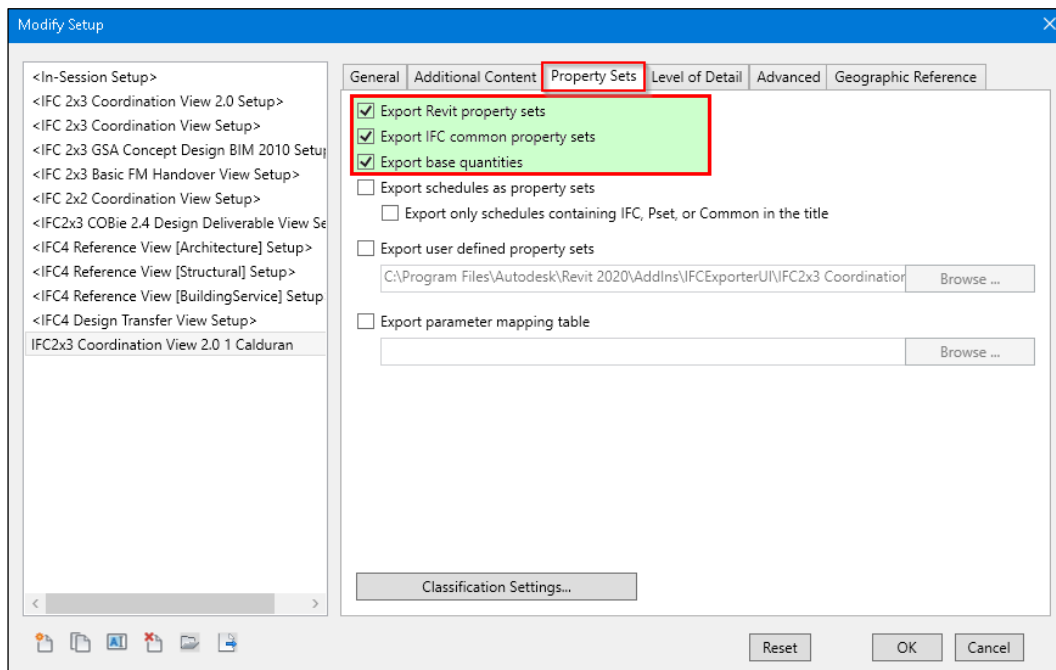 Modify Setup
<In-Session Setup>
<IFC 2x3 Coordination View 2.0 Setup>
<IFC 2x3 Coordination View Setup>
<IFC 2x3 GSA Concept Design BIM 2010 Setup
<IFC 2x3 Basic FM Handover View Setup>
<IFC 2x2 Coordination View Setup>
<IFC2x3 COBie 2.4 Design Deliverable View Se
<IFC4 Reference View [Architecture] Setup>
<IFC4 Reference View [Structural] Setup>
<IFC4 Reference View [BuildingService] Setup
<IFC4 Design Transfer View Setup>
IFC2x3 Coordination View 2.0 1 Calduran
General Additional Content Property Sets Level of Detail Advanced Geographic Reference
Export Revit property sets
Export IFC common property sets
Export base quantities
Export schedules as property sets
Export only schedules containing IFC, Pset, or Common in the title
Export user defined property sets
C:\Program Files\Autodesk\Revit 2020\AddIns\IFCExporterUI\IFC2x3 Coordination Browse ...
Export parameter mapping table
Browse ...
Classification Settings...
AI
Reset OK Cancel